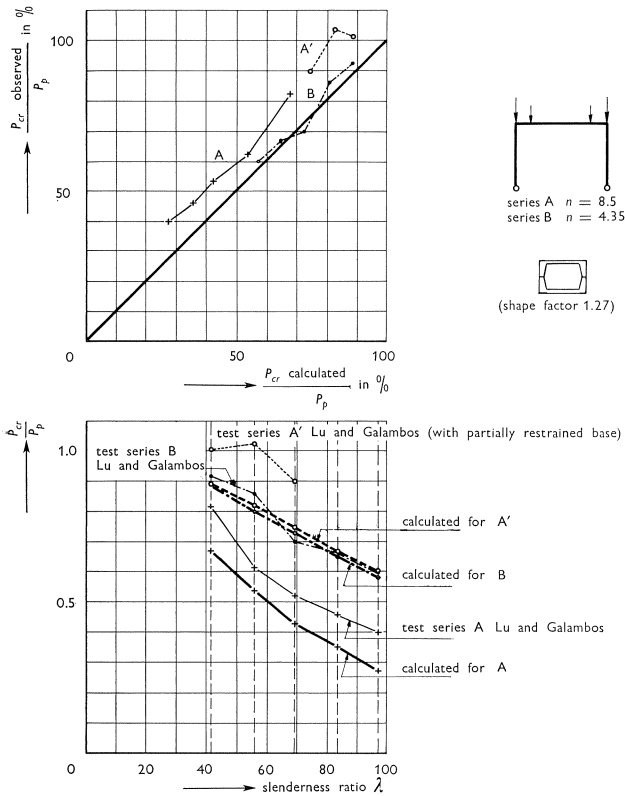 P_cr observed in %
P_p
100
50
0
50
100
A
A′
B
P_cr calculated in %
P_p
series A n = 8.5
series B n = 4.35
(shape factor 1.27)
P_cr
P_p
1.0
0.5
test series A′ Lu and Galambos (with partially restrained base)
test series B
Lu and Galambos
calculated for A′
calculated for B
test series A Lu and Galambos
calculated for A
0 20 40 60 80 100
slenderness ratio λ